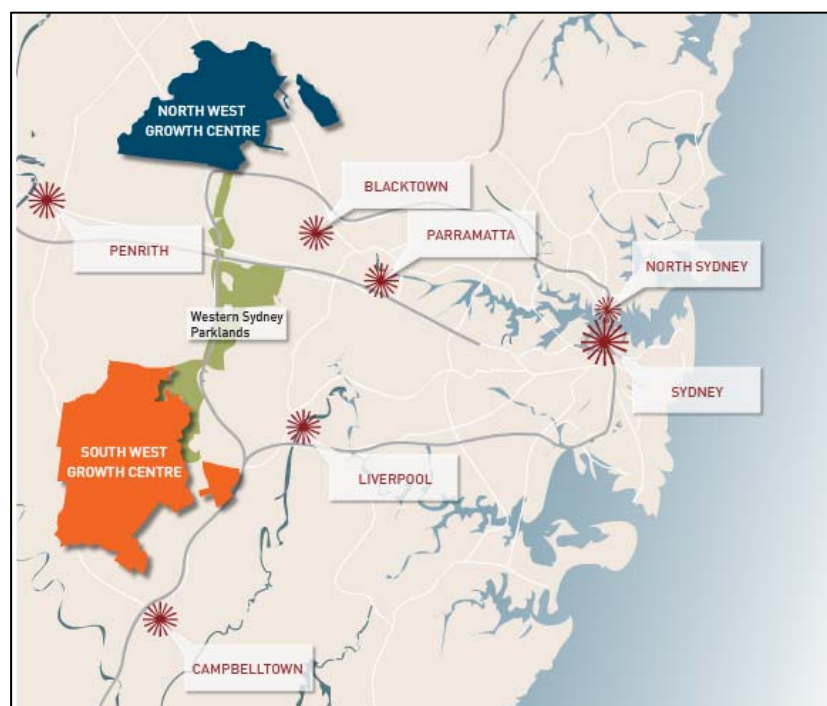 NORTH WEST
GROWTH CENTRE
BLACKTOWN
PENRITH
PARRAMATTA
NORTH SYDNEY
Western Sydney
Parklands
SYDNEY
SOUTH WEST
GROWTH CENTRE
LIVERPOOL
CAMPBELLTOWN